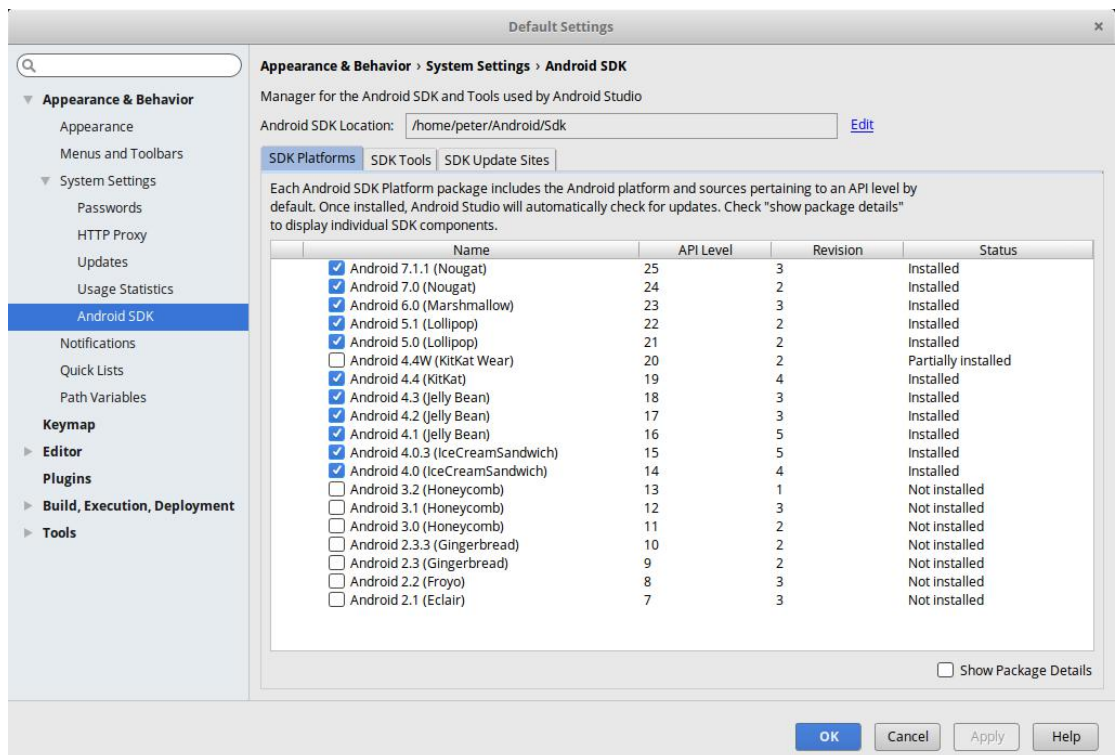 Default Settings
Appearance & Behavior
Appearance
Menus and Toolbars
System Settings
Passwords
HTTP Proxy
Updates
Usage Statistics
Android SDK
Notifications
Quick Lists
Path Variables
Keymap
Editor
Plugins
Build, Execution, Deployment
Tools
Appearance & Behavior › System Settings › Android SDK
Manager for the Android SDK and Tools used by Android Studio
Android SDK Location: /home/peter/Android/Sdk Edit
SDK Platforms SDK Tools SDK Update Sites
Each Android SDK Platform package includes the Android platform and sources pertaining to an API level by
default. Once installed, Android Studio will automatically check for updates. Check "show package details"
to display individual SDK components.
Name API Level Revision Status
Android 7.1.1 (Nougat) 25 3 Installed
Android 7.0 (Nougat) 24 2 Installed
Android 6.0 (Marshmallow) 23 3 Installed
Android 5.1 (Lollipop) 22 2 Installed
Android 5.0 (Lollipop) 21 2 Installed
Android 4.4W (KitKat Wear) 20 2 Partially installed
Android 4.4 (KitKat) 19 4 Installed
Android 4.3 (Jelly Bean) 18 3 Installed
Android 4.2 (Jelly Bean) 17 3 Installed
Android 4.1 (Jelly Bean) 16 5 Installed
Android 4.0.3 (IceCreamSandwich) 15 5 Installed
Android 4.0 (IceCreamSandwich) 14 4 Installed
Android 3.2 (Honeycomb) 13 1 Not installed
Android 3.1 (Honeycomb) 12 3 Not installed
Android 3.0 (Honeycomb) 11 2 Not installed
Android 2.3.3 (Gingerbread) 10 2 Not installed
Android 2.3 (Gingerbread) 9 2 Not installed
Android 2.2 (Froyo) 8 3 Not installed
Android 2.1 (Eclair) 7 3 Not installed
Show Package Details
OK Cancel Apply Help